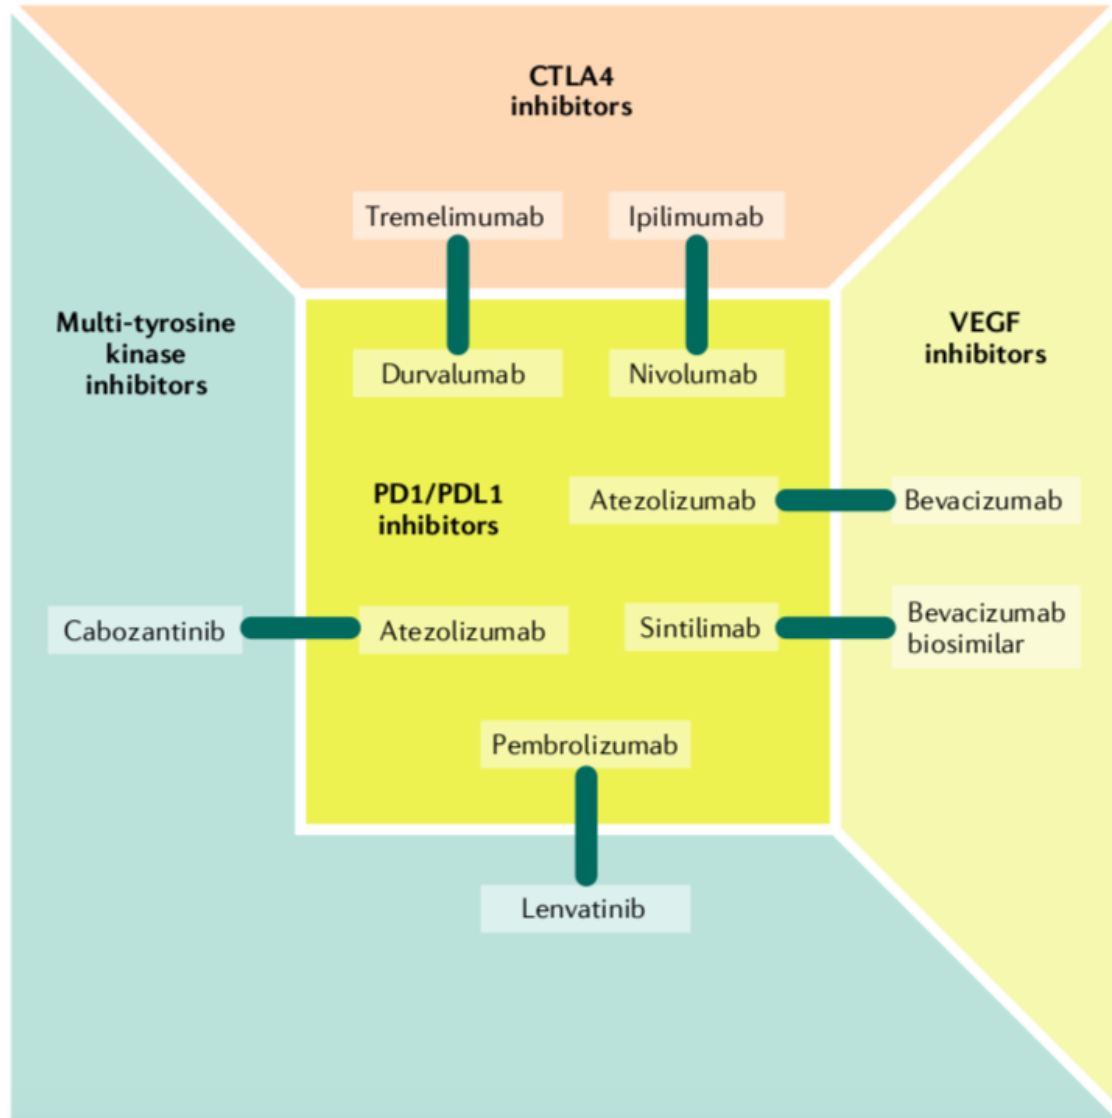 CTLA4
inhibitors
Tremelimumab
Ipilimumab
Multi-tyrosine
kinase
inhibitors
VEGF
inhibitors
Durvalumab
Nivolumab
PD1/PDL1
inhibitors
Atezolizumab
Bevacizumab
Cabozantinib
Atezolizumab
Sintilimab
Bevacizumab
biosimilar
Pembrolizumab
Lenvatinib